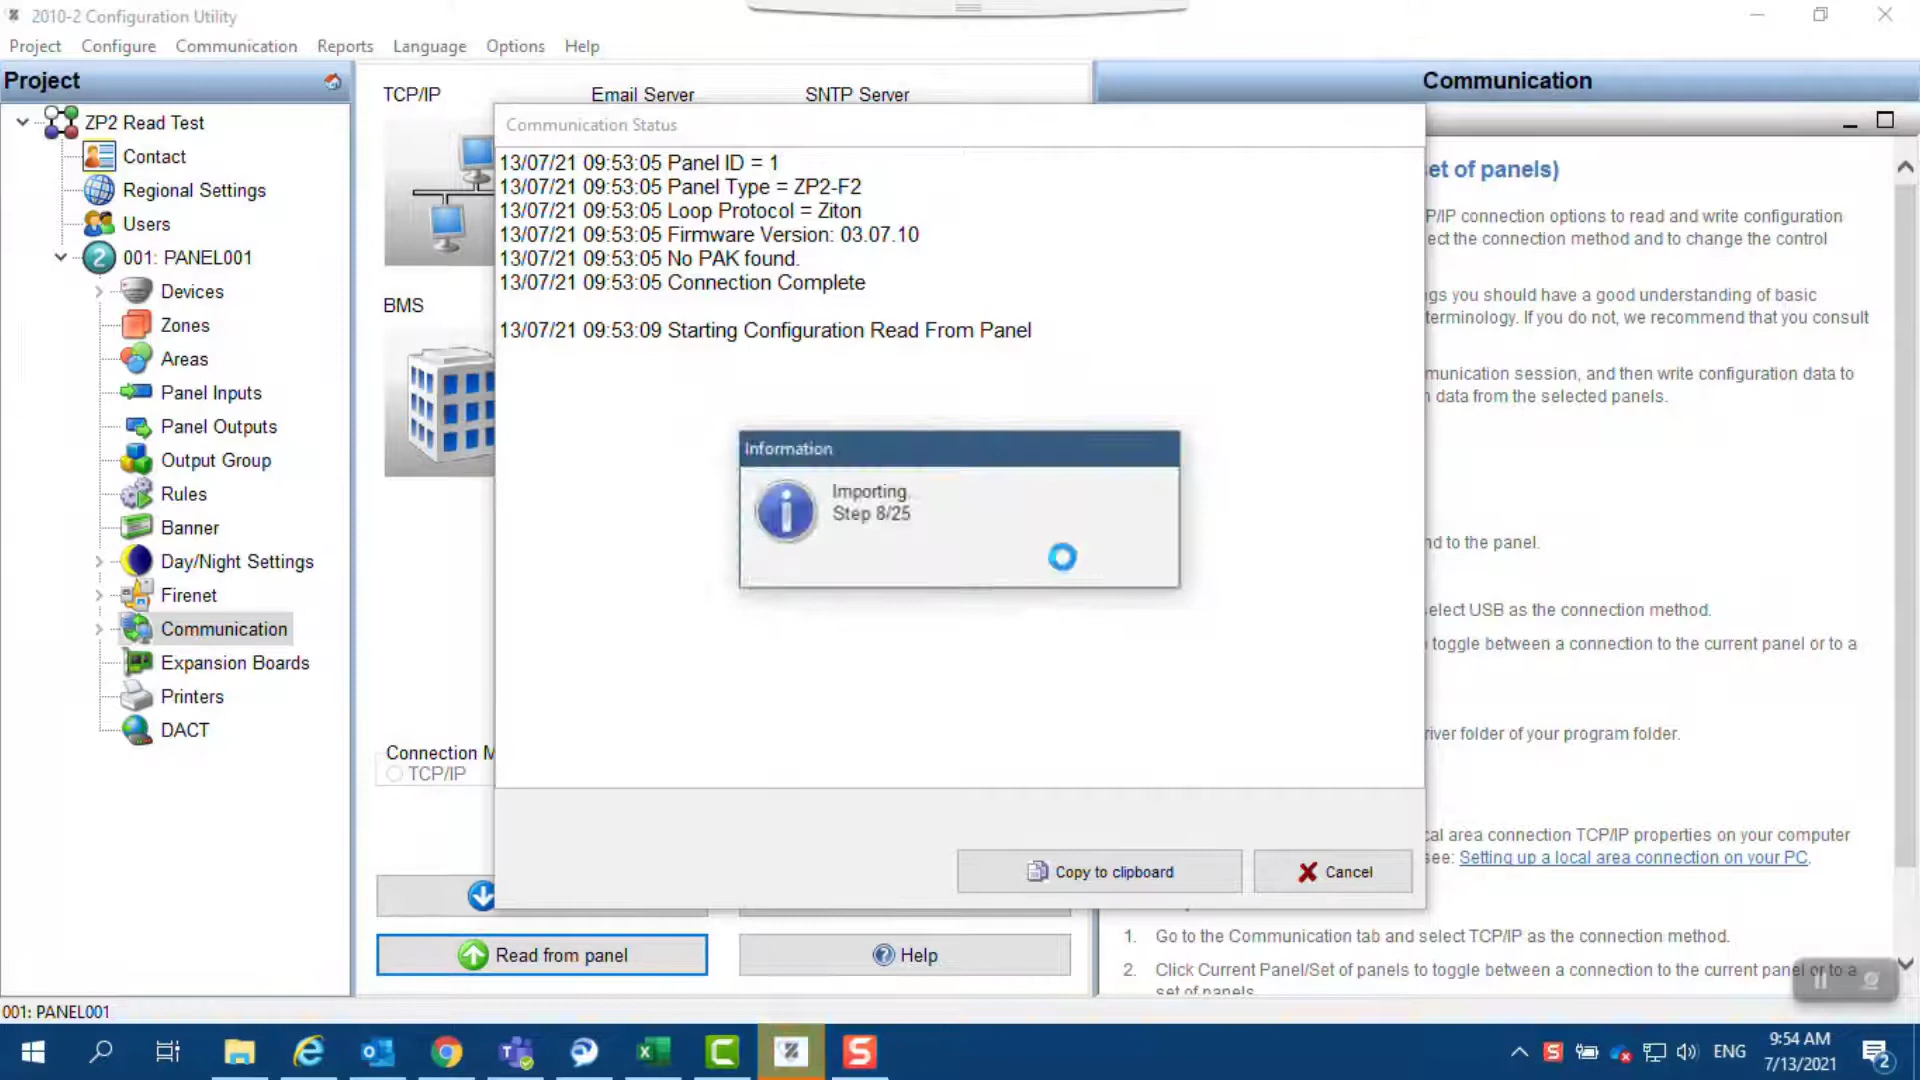 2010-2 Configuration Utility
Project Configure Communication Reports Language Options Help
Project
ZP2 Read Test
Contact
Regional Settings
Users
2 001: PANEL001
Devices
Zones
Areas
Panel Inputs
Panel Outputs
Output Group
Rules
Banner
Day/Night Settings
Firenet
Communication
Expansion Boards
Printers
DACT
TCP/IP Email Server SNTP Server
BMS
Connection M
TCP/IP
Read from panel
Help
Communication Status
13/07/21 09:53:05 Panel ID = 1
13/07/21 09:53:05 Panel Type = ZP2-F2
13/07/21 09:53:05 Loop Protocol = Ziton
13/07/21 09:53:05 Firmware Version: 03.07.10
13/07/21 09:53:05 No PAK found.
13/07/21 09:53:05 Connection Complete
13/07/21 09:53:09 Starting Configuration Read From Panel
Information
Importing.
Step 8/25
Copy to clipboard
Cancel
Communication
et of panels)
P/IP connection options to read and write configuration
ect the connection method and to change the control
gs you should have a good understanding of basic
terminology. If you do not, we recommend that you consult
munication session, and then write configuration data to
data from the selected panels.
nd to the panel.
elect USB as the connection method.
toggle between a connection to the current panel or to a
river folder of your program folder.
cal area connection TCP/IP properties on your computer
see: Setting up a local area connection on your PC.
1. Go to the Communication tab and select TCP/IP as the connection method.
2. Click Current Panel/Set of panels to toggle between a connection to the current panel or to a
set of panels
001: PANEL001
ENG
9:54 AM
7/13/2021
2